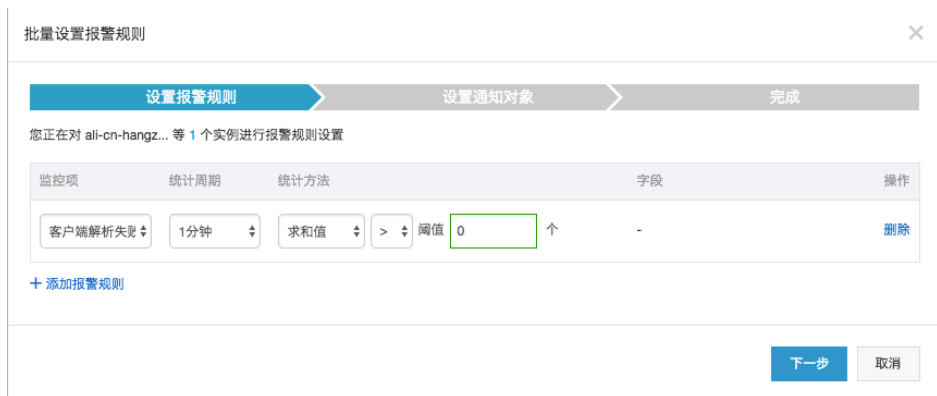 批量设置报警规则
设置报警规则 设置通知对象 完成
您正在对 ali-cn-hangz... 等 1 个实例进行报警规则设置
监控项 统计周期 统计方法 字段 操作
客户端解析失败 1分钟 求和值 > 阈值 0 个 - 删除
+ 添加报警规则
下一步 取消